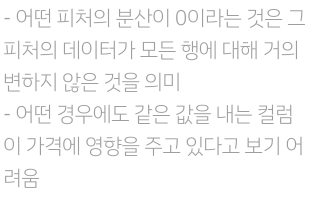 - 어떤 피처의 분산이 0이라는 것은 그
피처의 데이터가 모든 행에 대해 거의
변하지 않은 것을 의미
- 어떤 경우에도 같은 값을 내는 컬럼
이 가격에 영향을 주고 있다고 보기 어
려움